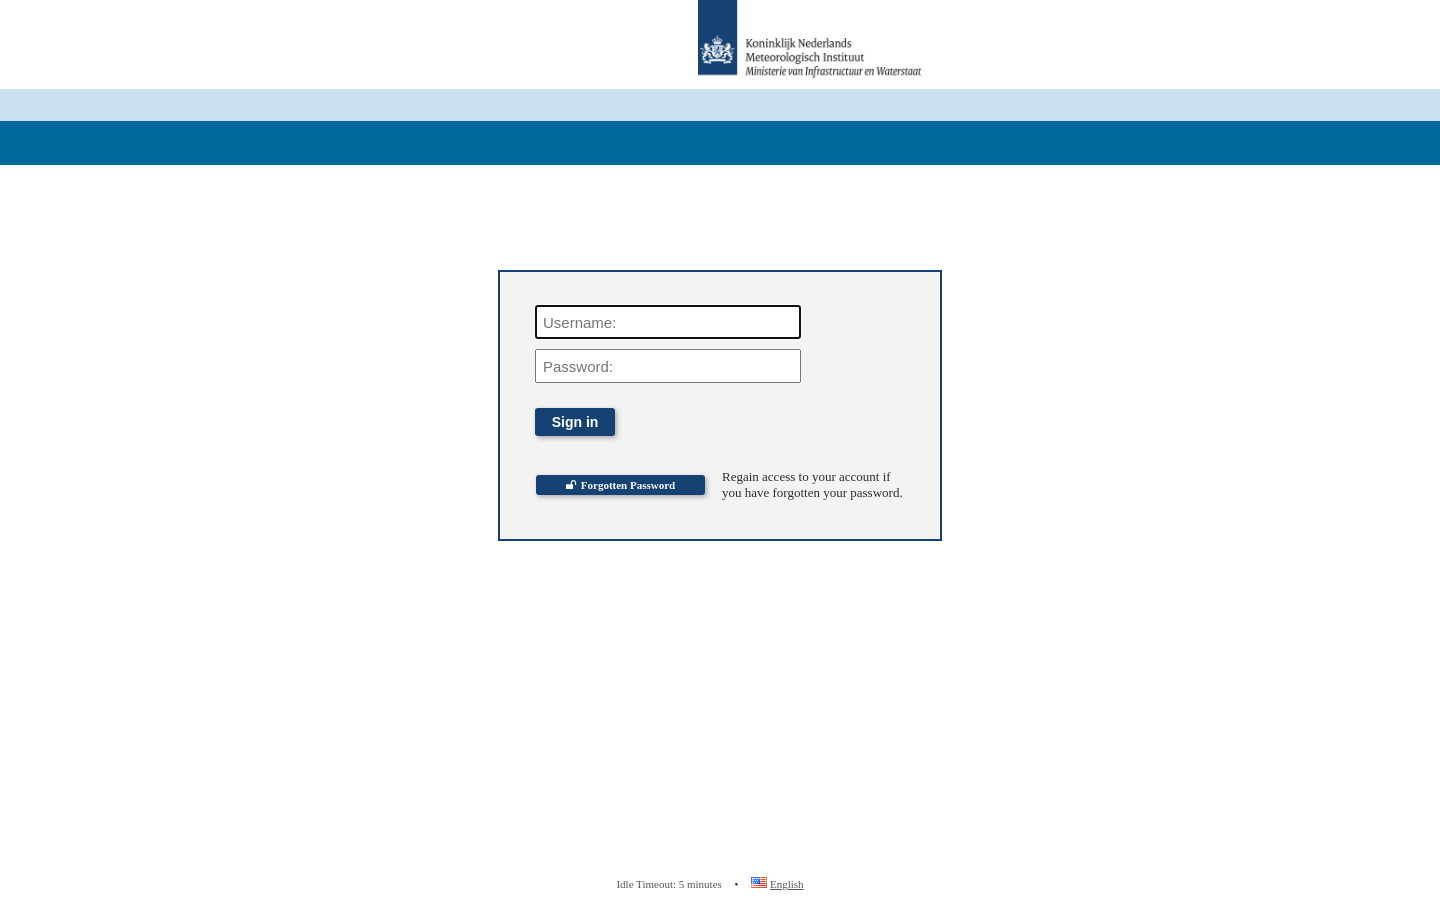 Koninklijk Nederlands
Meteorologisch Instituut
Ministerie van Infrastructuur en Waterstaat
Username:
Password:
Sign in
Forgotten Password
Regain access to your account if
you have forgotten your password.
Idle Timeout: 5 minutes • English